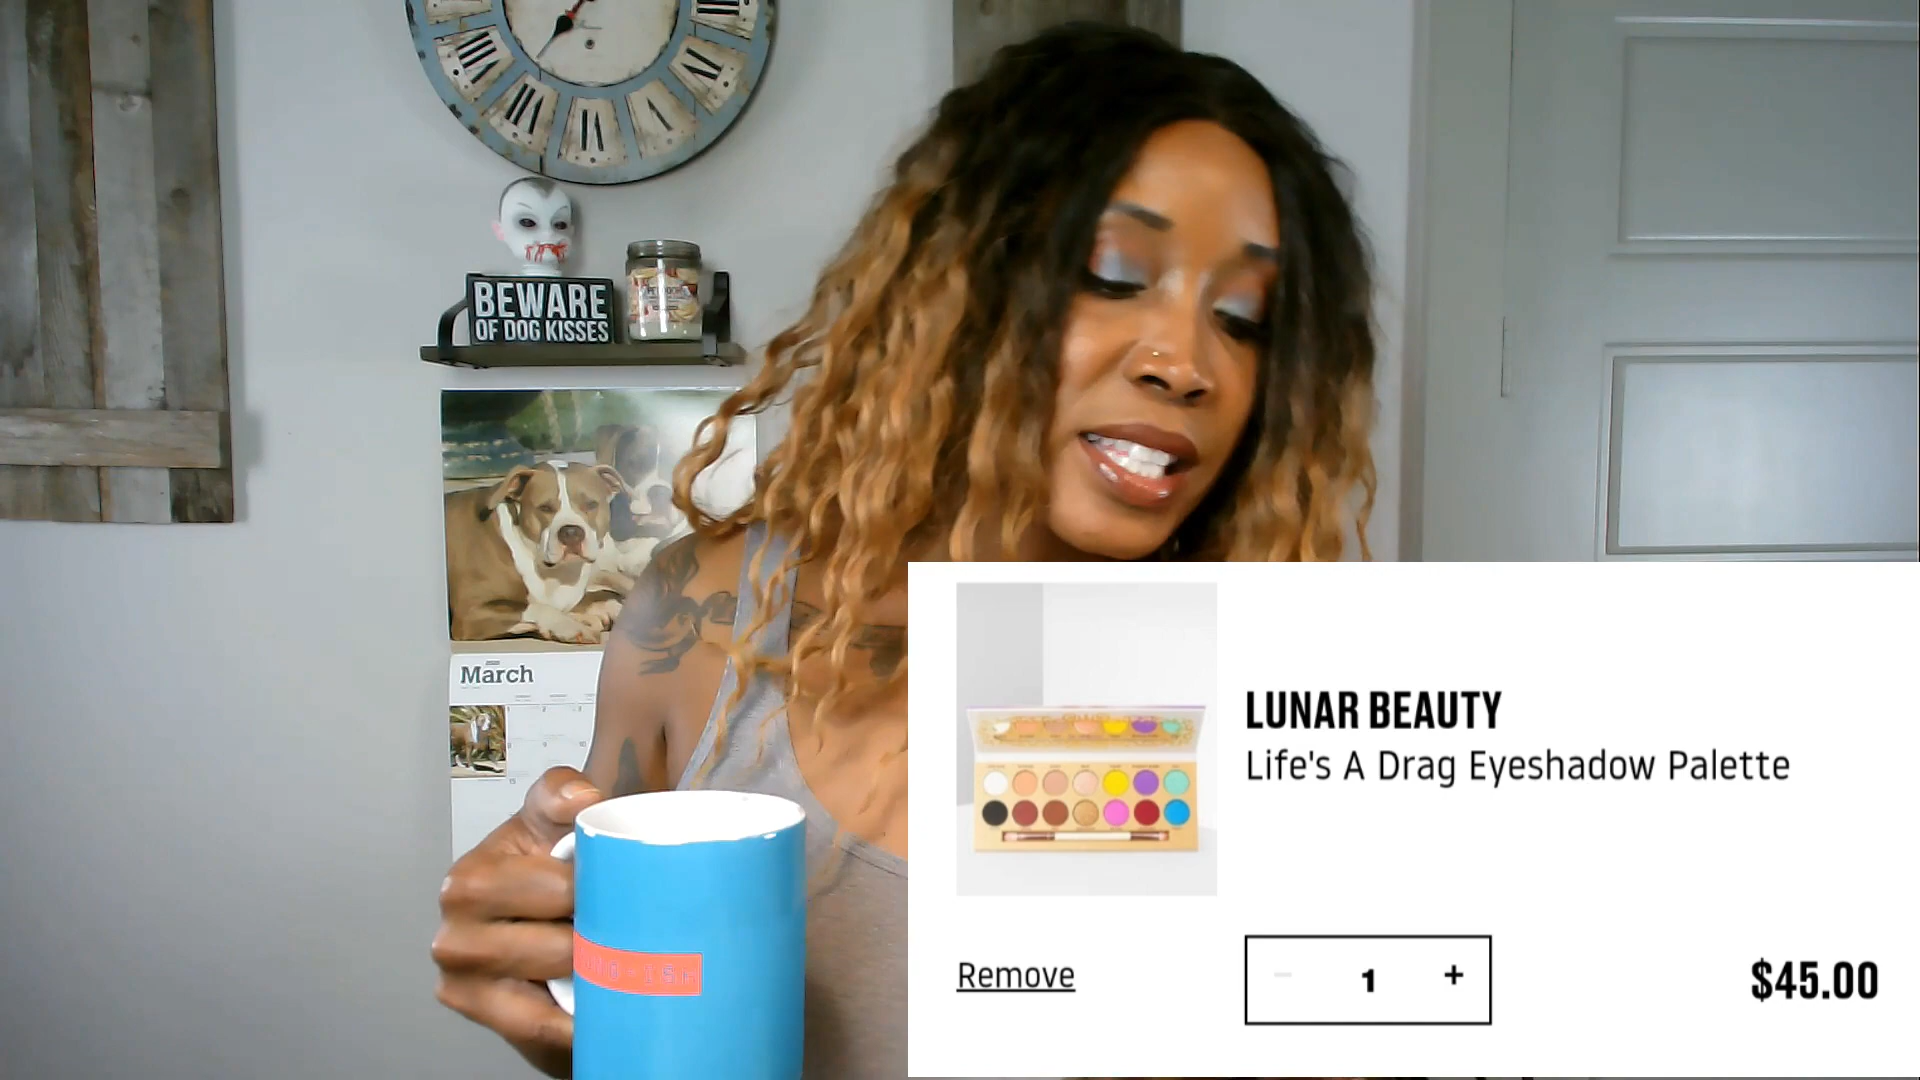 BEWARE
OF DOG KISSES
March
LUNAR BEAUTY
Life's A Drag Eyeshadow Palette
Remove
− 1 +
$45.00